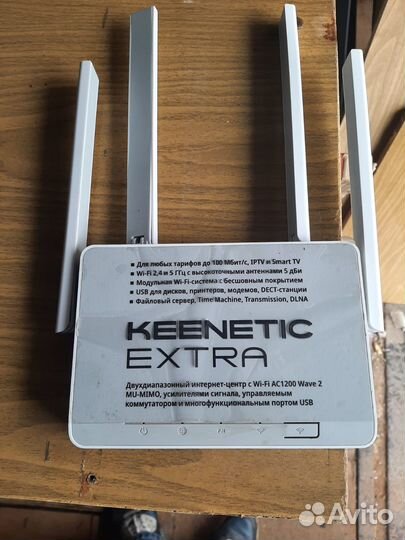 ▪ Для любых тарифов до 100 Мбит/с, IPTV и Smart TV
▪ Wi-Fi 2,4 и 5 ГГц с высокоточными антеннами 5 дБи
▪ Модульная Wi-Fi-система с бесшовным покрытием
▪ USB для дисков, принтеров, модемов, DECT-станции
▪ Файловый сервер, Time Machine, Transmission, DLNA
KEENETIC
EXTRA
Двухдиапазонный интернет-центр с Wi-Fi AC1200 Wave 2
MU-MIMO, усилителями сигнала, управляемым
коммутатором и многофункциональным портом USB
Avito